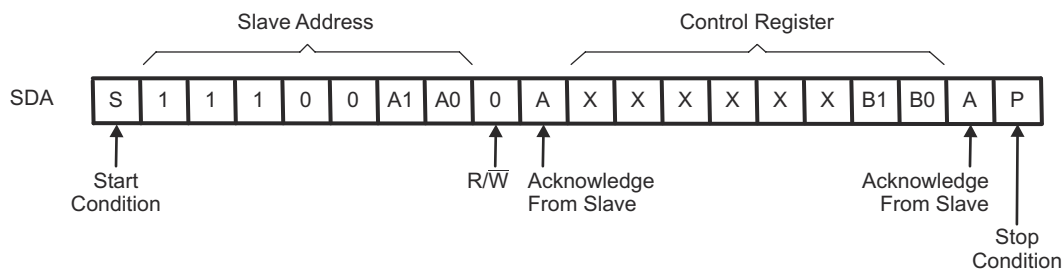 Slave Address Control Register
SDA S 1 1 1 0 0 A1 A0 0 A X X X X X X B1 B0 A P
Start Condition
R/W̅
Acknowledge From Slave
Acknowledge From Slave
Stop Condition